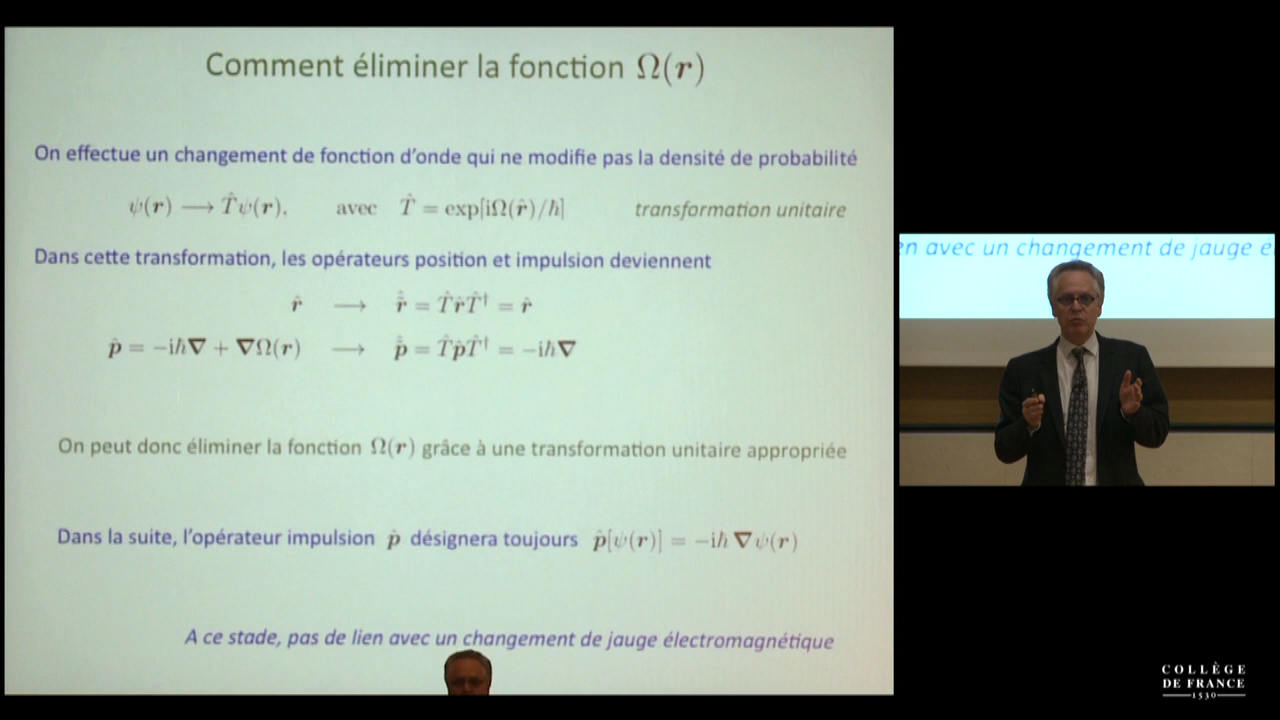 Comment éliminer la fonction Ω(r)
On effectue un changement de fonction d'onde qui ne modifie pas la densité de probabilité
ψ(r) ⟶ T̂ψ(r), avec T̂ = exp[iΩ(r̂)/ħ] transformation unitaire
Dans cette transformation, les opérateurs position et impulsion deviennent
r̂ ⟶ r̃̂ = T̂r̂T̂† = r̂
p̂ = −iħ∇ + ∇Ω(r) ⟶ p̃̂ = T̂p̂T̂† = −iħ∇
On peut donc éliminer la fonction Ω(r) grâce à une transformation unitaire appropriée
Dans la suite, l'opérateur impulsion p̂ désignera toujours p̂[ψ(r)] = −iħ ∇ψ(r)
A ce stade, pas de lien avec un changement de jauge électromagnétique
en avec un changement de jauge é
COLLÈGE
DE FRANCE
1530